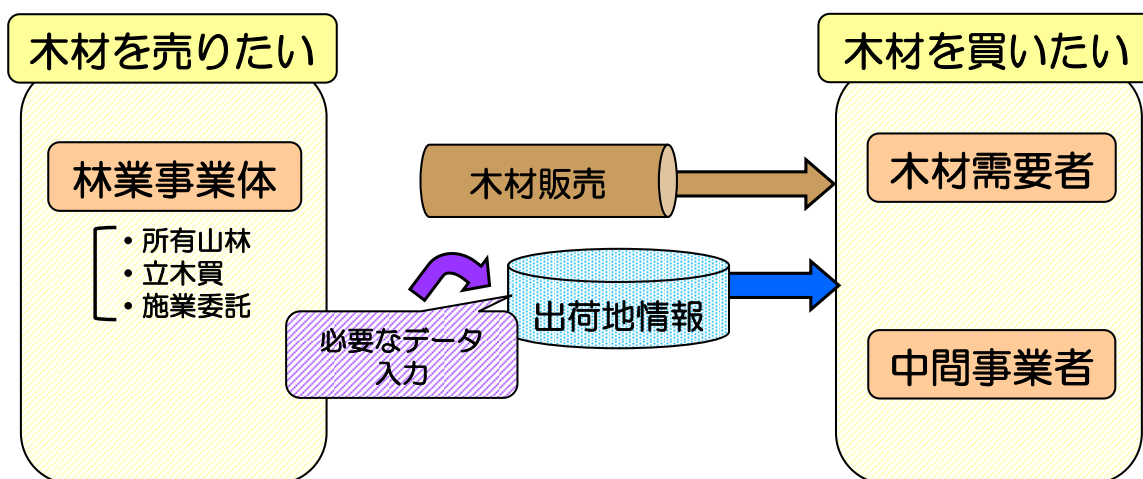 木材を売りたい
木材を買いたい
林業事業体
・所有山林
・立木買
・施業委託
木材販売
出荷地情報
必要なデータ
入力
木材需要者
中間事業者